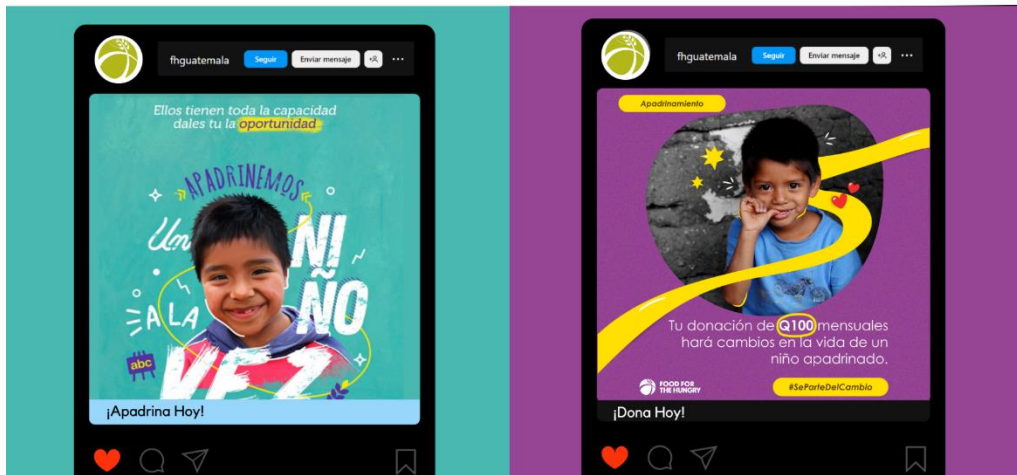 fhguatemala Seguir Enviar mensaje
Ellos tienen toda la capacidad
dales tu la oportunidad
APADRINEMOS
Un NI
ÑO
A LA
abc
VEZ
¡Apadrina Hoy!
fhguatemala Seguir Enviar mensaje
Apadrinamiento
Tu donación de Q100 mensuales
hará cambios en la vida de un
niño apadrinado.
FOOD FOR
THE HUNGRY
#SeParteDelCambio
¡Dona Hoy!